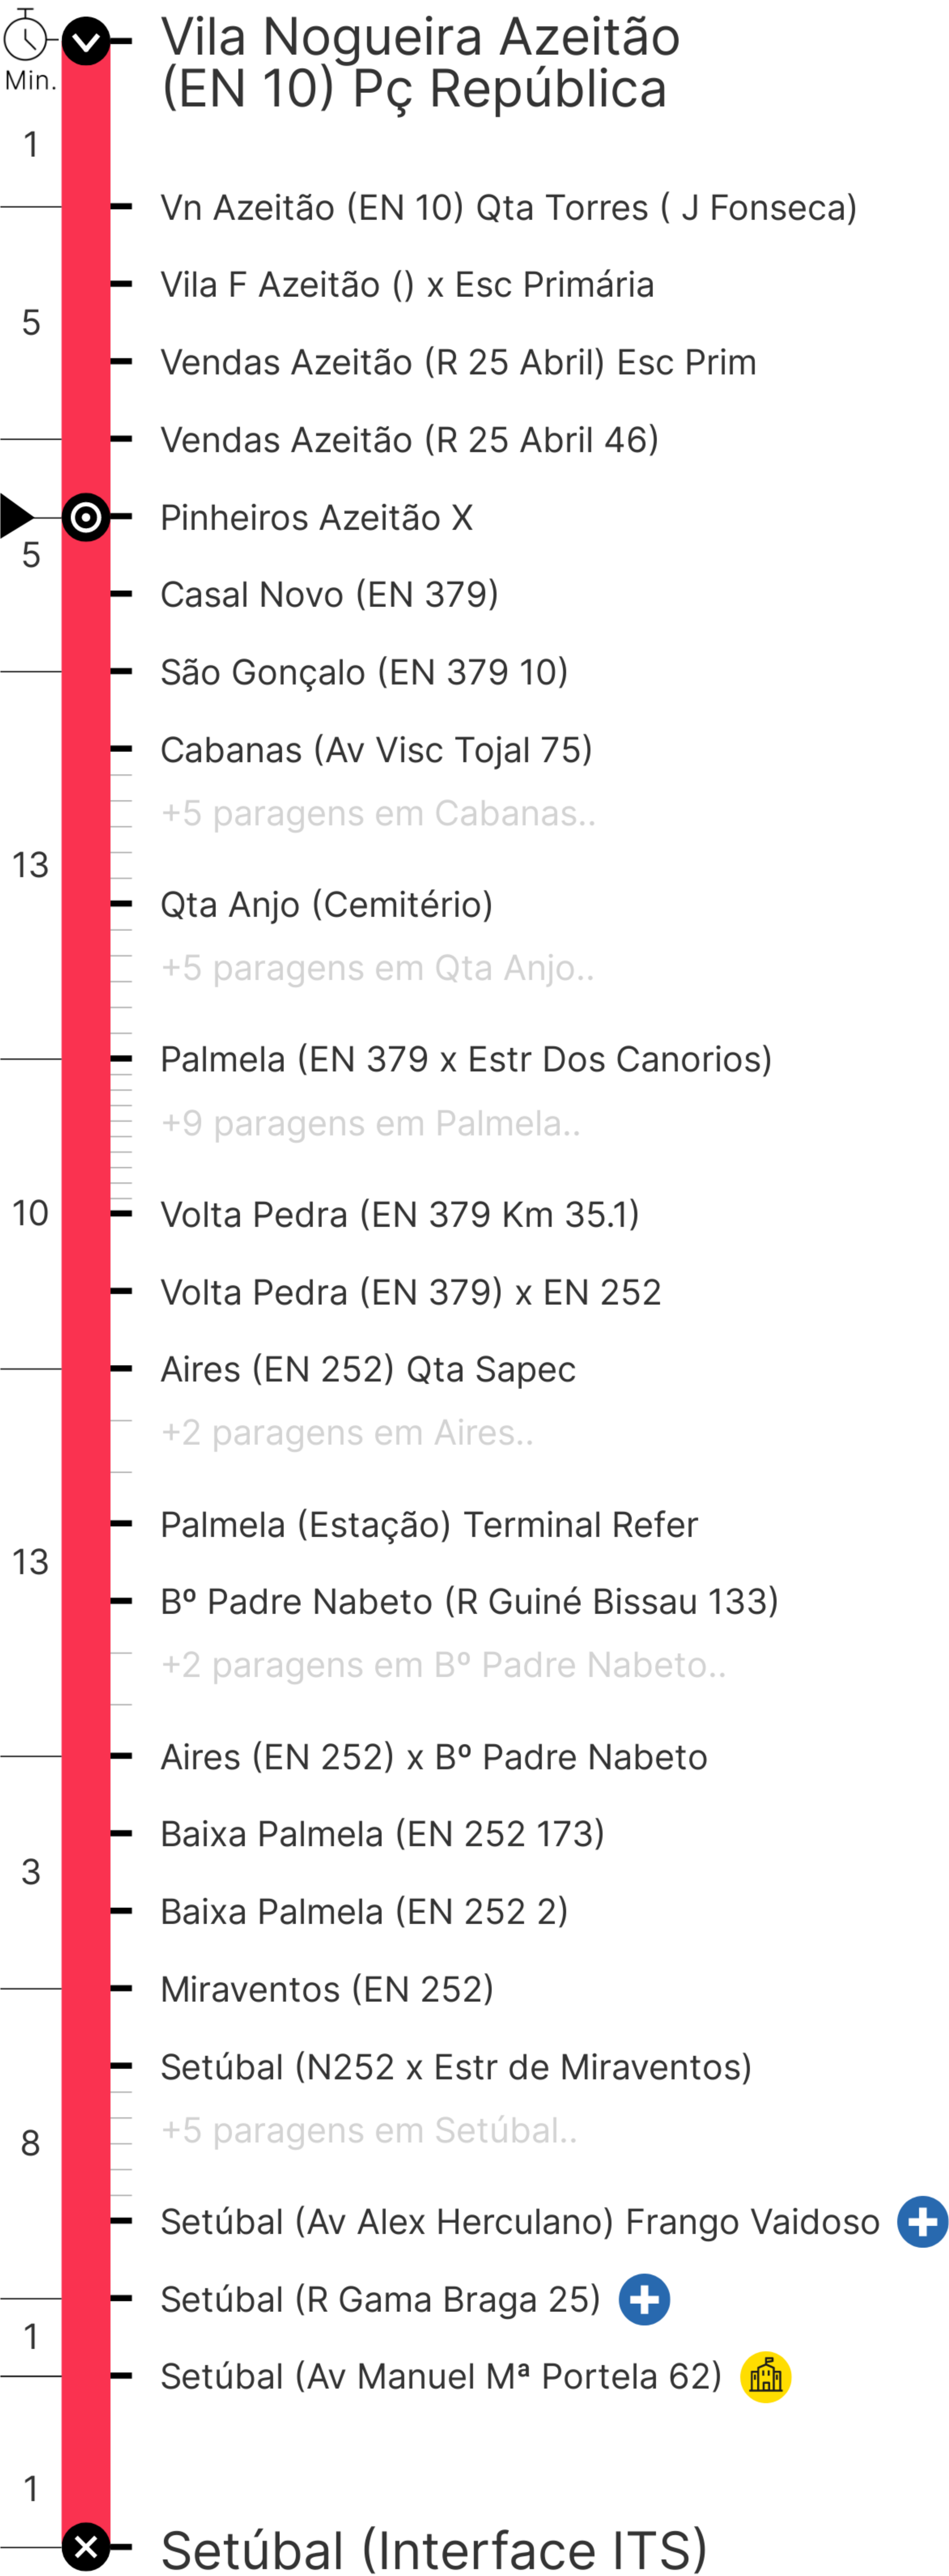 Vila Nogueira Azeitão
(EN 10) Pç República
Min.
1
Vn Azeitão (EN 10) Qta Torres ( J Fonseca)
Vila F Azeitão () x Esc Primária
5
Vendas Azeitão (R 25 Abril) Esc Prim
Vendas Azeitão (R 25 Abril 46)
Pinheiros Azeitão X
5
Casal Novo (EN 379)
São Gonçalo (EN 379 10)
Cabanas (Av Visc Tojal 75)
+5 paragens em Cabanas..
13
Qta Anjo (Cemitério)
+5 paragens em Qta Anjo..
Palmela (EN 379 x Estr Dos Canorios)
+9 paragens em Palmela..
10
Volta Pedra (EN 379 Km 35.1)
Volta Pedra (EN 379) x EN 252
Aires (EN 252) Qta Sapec
+2 paragens em Aires..
Palmela (Estação) Terminal Refer
13
Bº Padre Nabeto (R Guiné Bissau 133)
+2 paragens em Bº Padre Nabeto..
Aires (EN 252) x Bº Padre Nabeto
Baixa Palmela (EN 252 173)
3
Baixa Palmela (EN 252 2)
Miraventos (EN 252)
Setúbal (N252 x Estr de Miraventos)
+5 paragens em Setúbal..
8
Setúbal (Av Alex Herculano) Frango Vaidoso
Setúbal (R Gama Braga 25)
1
Setúbal (Av Manuel Mª Portela 62)
1
Setúbal (Interface ITS)